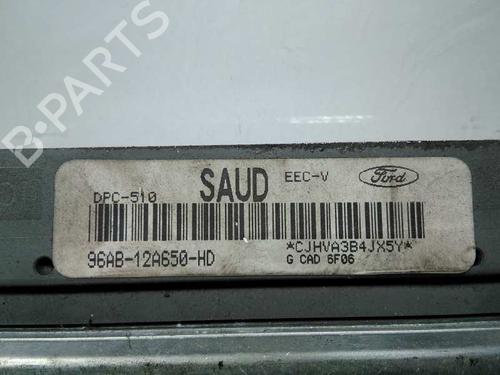 B-PARTS
DPC-510 SAUD EEC-V Ford
96AB-12A650-HD *CJHVA3B4JX5Y*
G CAD 6F06